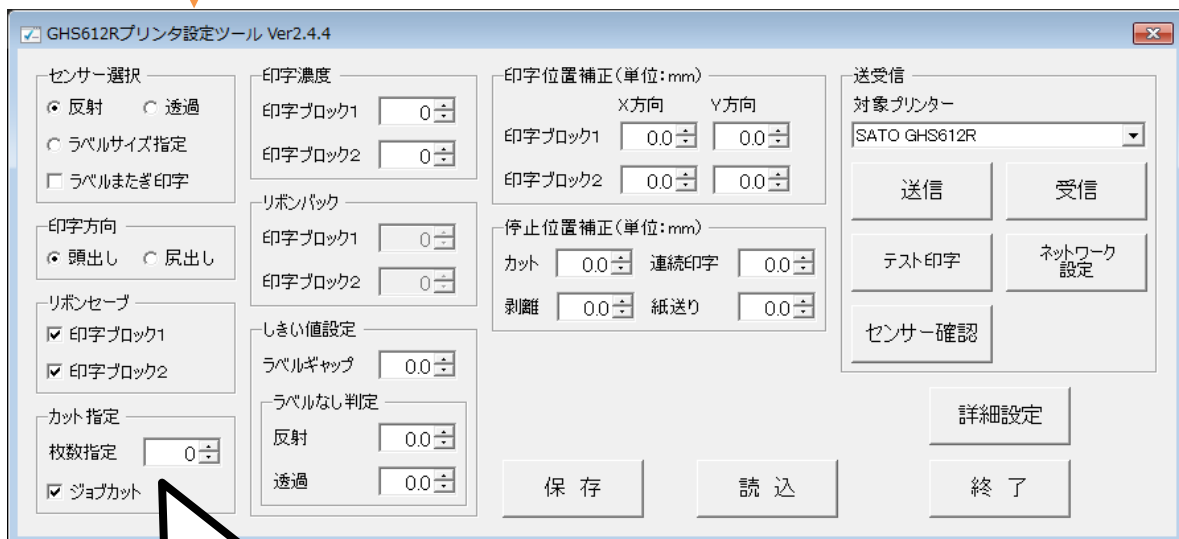 GHS612Rプリンタ設定ツール Ver2.4.4
センサー選択
反射 透過
ラベルサイズ指定
ラベルまたぎ印字
印字方向
頭出し 尻出し
リボンセーブ
印字ブロック1
印字ブロック2
カット指定
枚数指定 0
ジョブカット
印字濃度
印字ブロック1 0
印字ブロック2 0
リボンバック
印字ブロック1 0
印字ブロック2 0
しきい値設定
ラベルギャップ 0.0
ラベルなし判定
反射 0.0
透過 0.0
印字位置補正(単位:mm)
X方向 Y方向
印字ブロック1 0.0 0.0
印字ブロック2 0.0 0.0
停止位置補正(単位:mm)
カット 0.0 連続印字 0.0
剥離 0.0 紙送り 0.0
送受信
対象プリンター
SATO GHS612R
送信 受信
テスト印字 ネットワーク
設定
センサー確認
詳細設定
保 存 読 込 終 了